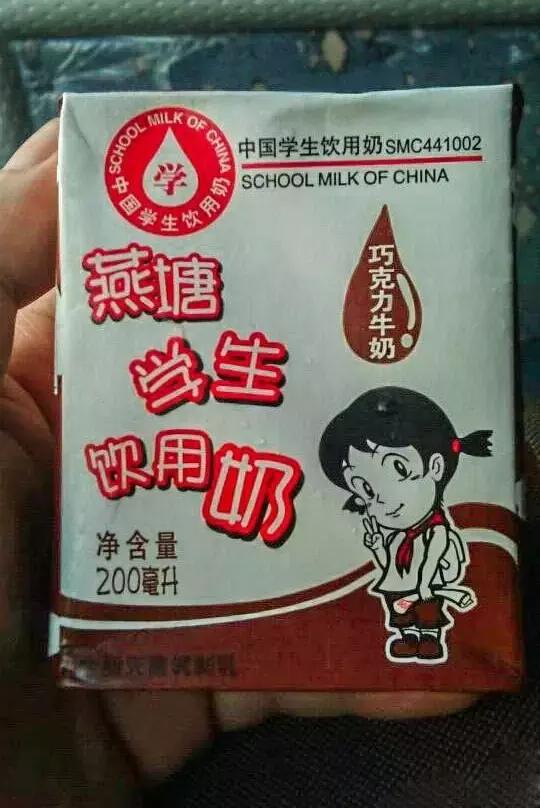 SCHOOL MILK OF CHINA
学
中国学生饮用奶
中国学生饮用奶SMC441002
SCHOOL MILK OF CHINA
巧克力牛奶
燕塘
学生
饮用奶
净含量
200毫升